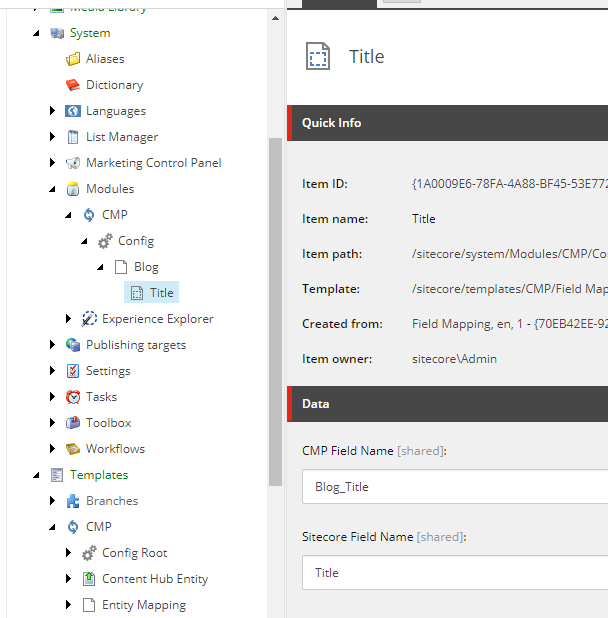 Media Library
System
Aliases
Dictionary
Languages
List Manager
Marketing Control Panel
Modules
CMP
Config
Blog
Title
Experience Explorer
Publishing targets
Settings
Tasks
Toolbox
Workflows
Templates
Branches
CMP
Config Root
Content Hub Entity
Entity Mapping
Title
Quick Info
Item ID: {1A0009E6-78FA-4A88-BF45-53E772
Item name: Title
Item path: /sitecore/system/Modules/CMP/Co
Template: /sitecore/templates/CMP/Field Map
Created from: Field Mapping, en, 1 - {70EB42EE-92
Item owner: sitecore\Admin
Data
CMP Field Name [shared]:
Blog_Title
Sitecore Field Name [shared]:
Title